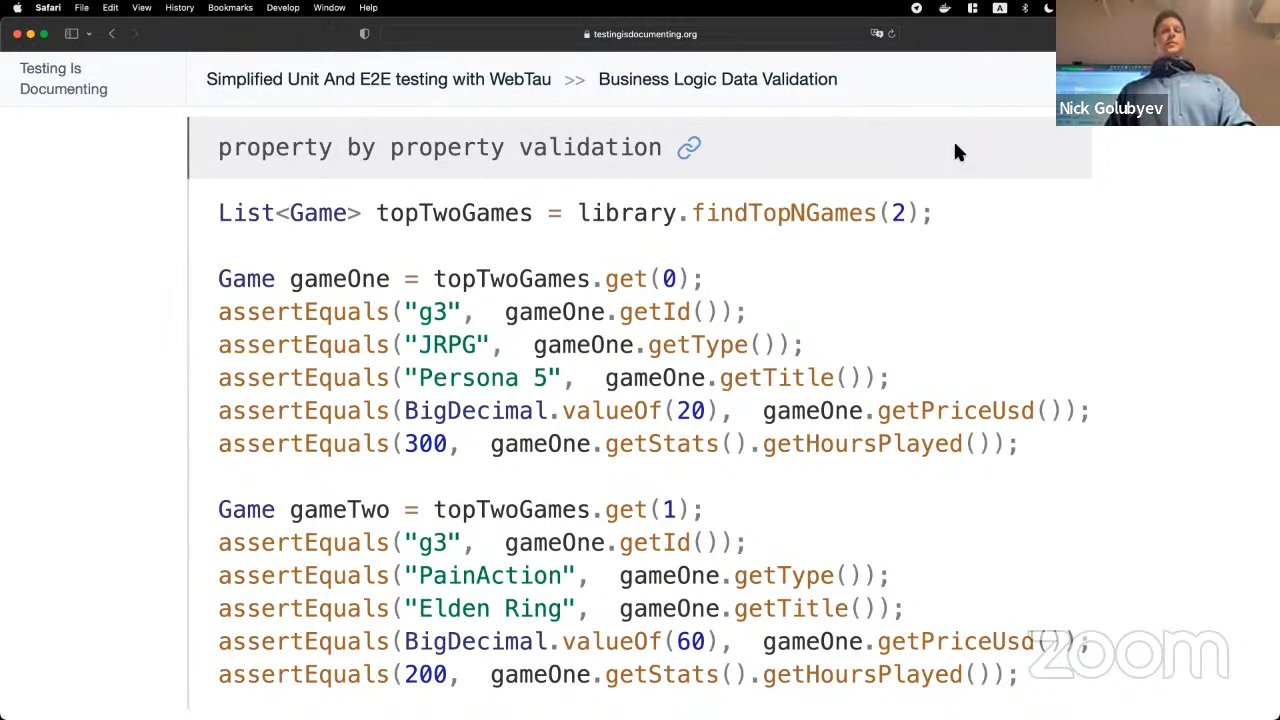 Safari File Edit View History Bookmarks Develop Window Help
A
testingisdocumenting.org
Testing Is
Documenting
Simplified Unit And E2E testing with WebTau >> Business Logic Data Validation
Nick Golubyev
property by property validation
List<Game> topTwoGames = library.findTopNGames(2);
Game gameOne = topTwoGames.get(0);
assertEquals("g3", gameOne.getId());
assertEquals("JRPG", gameOne.getType());
assertEquals("Persona 5", gameOne.getTitle());
assertEquals(BigDecimal.valueOf(20), gameOne.getPriceUsd());
assertEquals(300, gameOne.getStats().getHoursPlayed());
Game gameTwo = topTwoGames.get(1);
assertEquals("g3", gameOne.getId());
assertEquals("PainAction", gameOne.getType());
assertEquals("Elden Ring", gameOne.getTitle());
assertEquals(BigDecimal.valueOf(60), gameOne.getPriceUsd());
assertEquals(200, gameOne.getStats().getHoursPlayed());
zoom